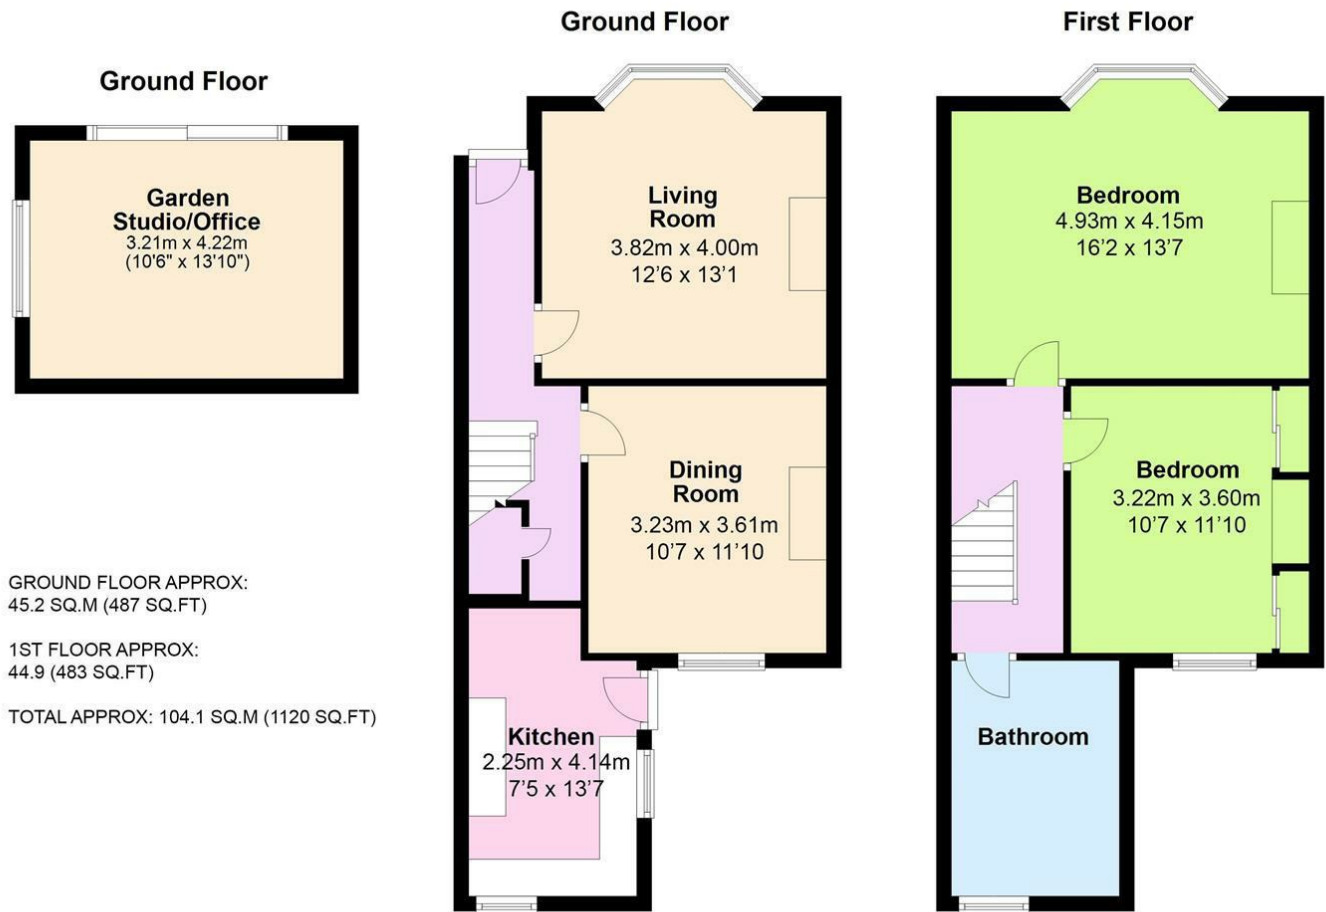 Ground Floor
Garden
Studio/Office
3.21m x 4.22m
(10'6" x 13'10")
GROUND FLOOR APPROX:
45.2 SQ.M (487 SQ.FT)
1ST FLOOR APPROX:
44.9 (483 SQ.FT)
TOTAL APPROX: 104.1 SQ.M (1120 SQ.FT)
Ground Floor
Living
Room
3.82m x 4.00m
12'6 x 13'1
Dining
Room
3.23m x 3.61m
10'7 x 11'10
Kitchen
2.25m x 4.14m
7'5 x 13'7
First Floor
Bedroom
4.93m x 4.15m
16'2 x 13'7
Bedroom
3.22m x 3.60m
10'7 x 11'10
Bathroom